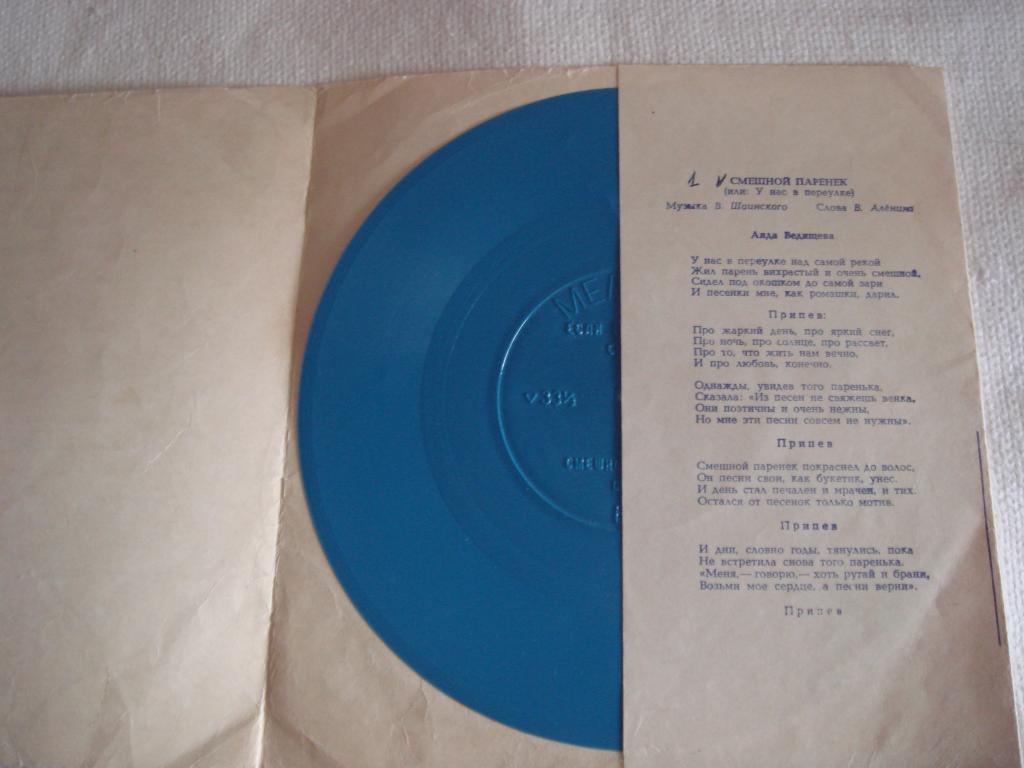 МЕЛ
ЕСЛИ
С
▽33⅓
СМЕШН
1 V СМЕШНОЙ ПАРЕНЕК
(или: У нас в переулке)
Музыка В. Шаинского Слова В. Алёнина
Аида Ведищева
У нас в переулке над самой рекой
Жил парень вихрастый и очень смешной,
Сидел под окошком до самой зари
И песенки мне, как ромашки, дарил.
Припев:
Про жаркий день, про яркий снег,
Про ночь, про солнце, про рассвет,
Про то, что жить нам вечно,
И про любовь, конечно.
Однажды, увидев того паренька,
Сказала: «Из песен не свяжешь венка,
Они поэтичны и очень нежны,
Но мне эти песни совсем не нужны».
Припев
Смешной паренек покраснел до волос,
Он песни свои, как букетик, унес.
И день стал печален и мрачен, и тих.
Остался от песенок только мотив.
Припев
И дни, словно годы, тянулись, пока
Не встретила снова того паренька.
«Меня,— говорю,— хоть ругай и брани,
Возьми мое сердце, а песни верни».
Припев